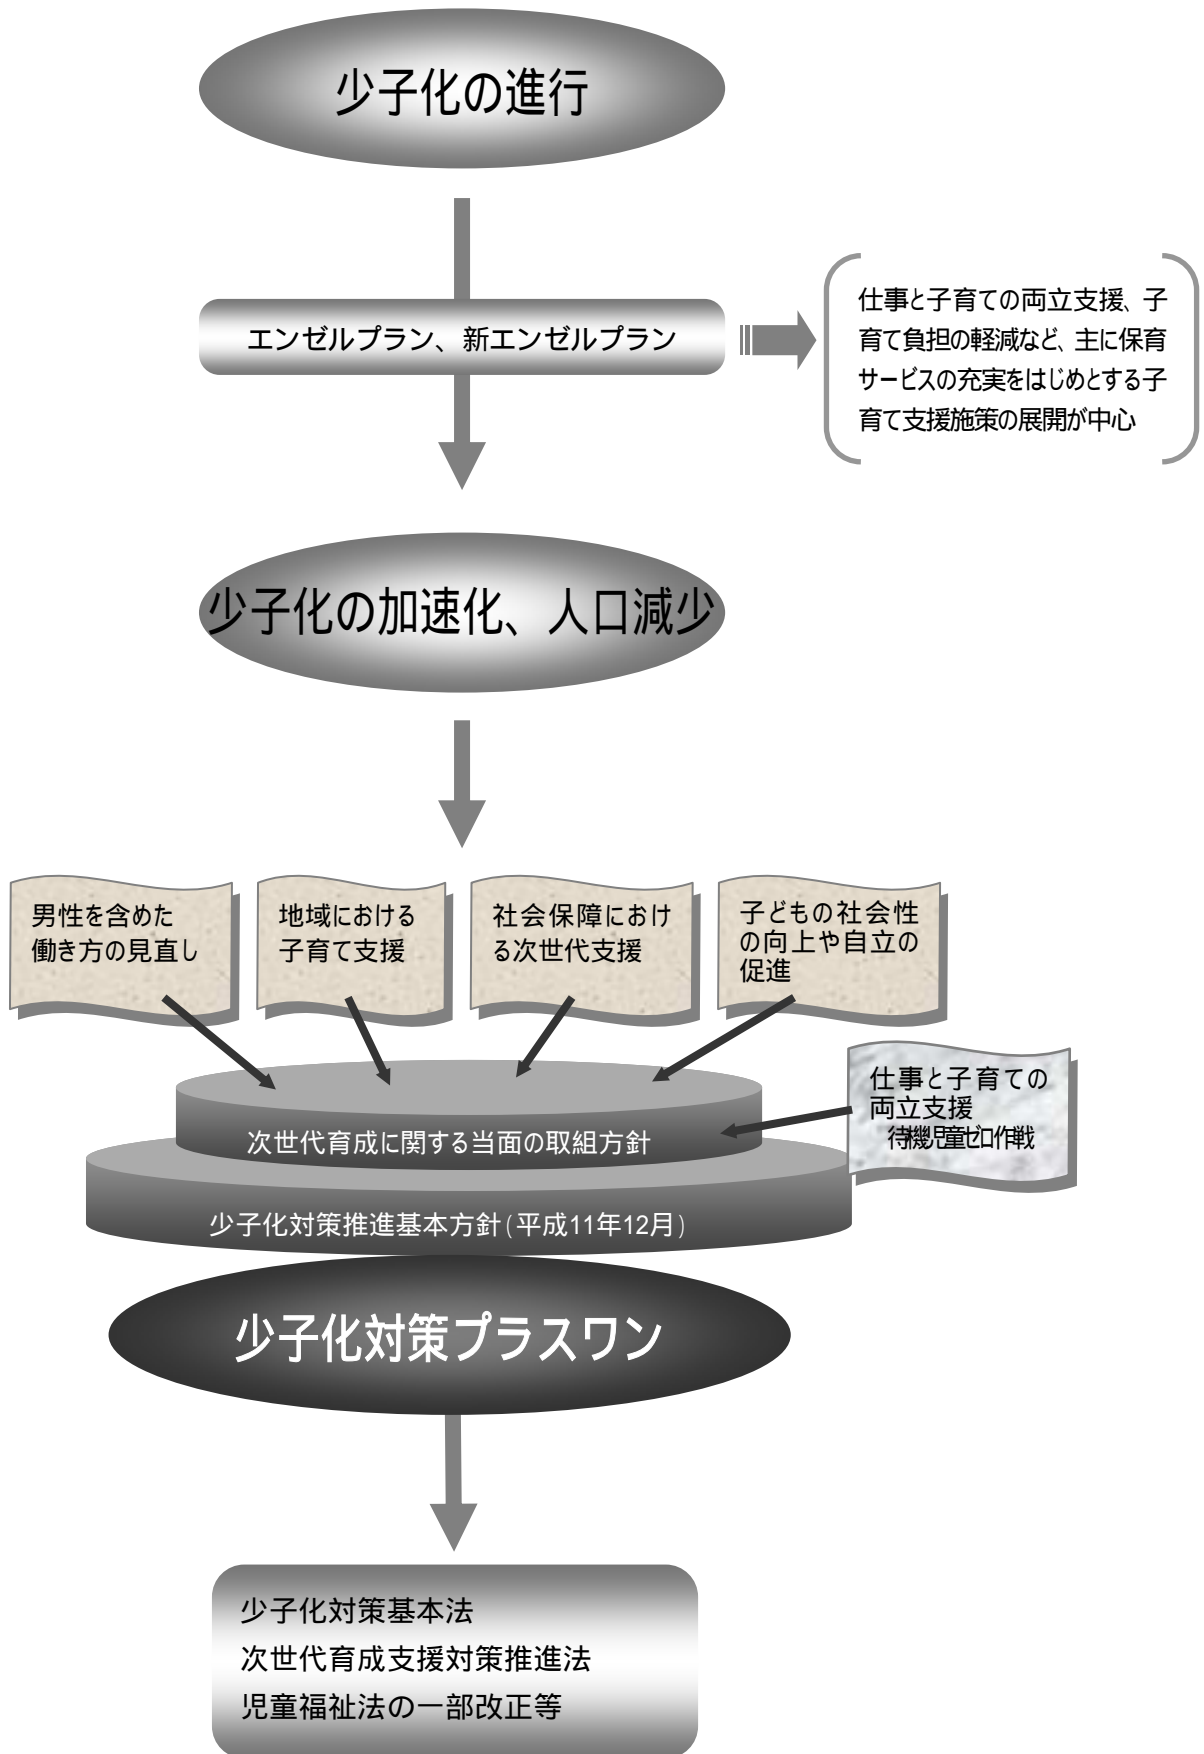 少子化の進行
エンゼルプラン、新エンゼルプラン
仕事と子育ての両立支援、子
育て負担の軽減など、主に保育
サービスの充実をはじめとする子
育て支援施策の展開が中心
少子化の加速化、人口減少
男性を含めた
働き方の見直し
地域における
子育て支援
社会保障におけ
る次世代支援
子どもの社会性
の向上や自立の
促進
仕事と子育ての
両立支援
待機児童ゼロ作戦
次世代育成に関する当面の取組方針
少子化対策推進基本方針(平成11年12月)
少子化対策プラスワン
少子化対策基本法
次世代育成支援対策推進法
児童福祉法の一部改正等